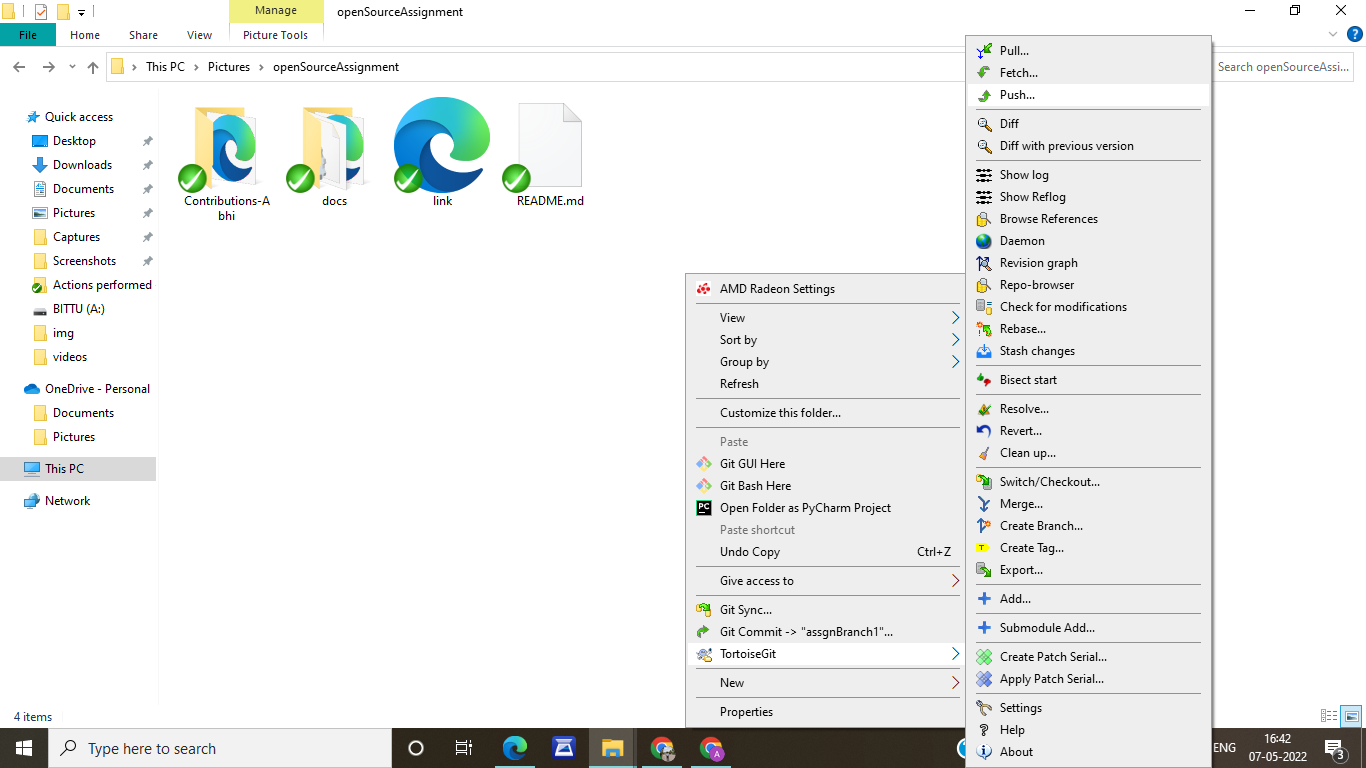 Manage
openSourceAssignment
File
Home
Share
View
Picture Tools
This PC
Pictures
openSourceAssignment
Search openSourceAssi...
Quick access
Desktop
Downloads
Documents
Pictures
Captures
Screenshots
Actions performed
BITTU (A:)
img
videos
OneDrive - Personal
Documents
Pictures
This PC
Network
Contributions-A
bhi
docs
link
README.md
AMD Radeon Settings
View
Sort by
Group by
Refresh
Customize this folder...
Paste
Git GUI Here
Git Bash Here
PC
Open Folder as PyCharm Project
Paste shortcut
Undo Copy Ctrl+Z
Give access to
Git Sync...
Git Commit -> "assgnBranch1"...
TortoiseGit
New
Properties
Pull...
Fetch...
Push...
Diff
Diff with previous version
Show log
Show Reflog
Browse References
Daemon
Revision graph
Repo-browser
Check for modifications
Rebase...
Stash changes
Bisect start
Resolve...
Revert...
Clean up...
Switch/Checkout...
Merge...
Create Branch...
Create Tag...
Export...
Add...
Submodule Add...
Create Patch Serial...
Apply Patch Serial...
Settings
Help
About
4 items
Type here to search
A
ENG
16:42
07-05-2022
3